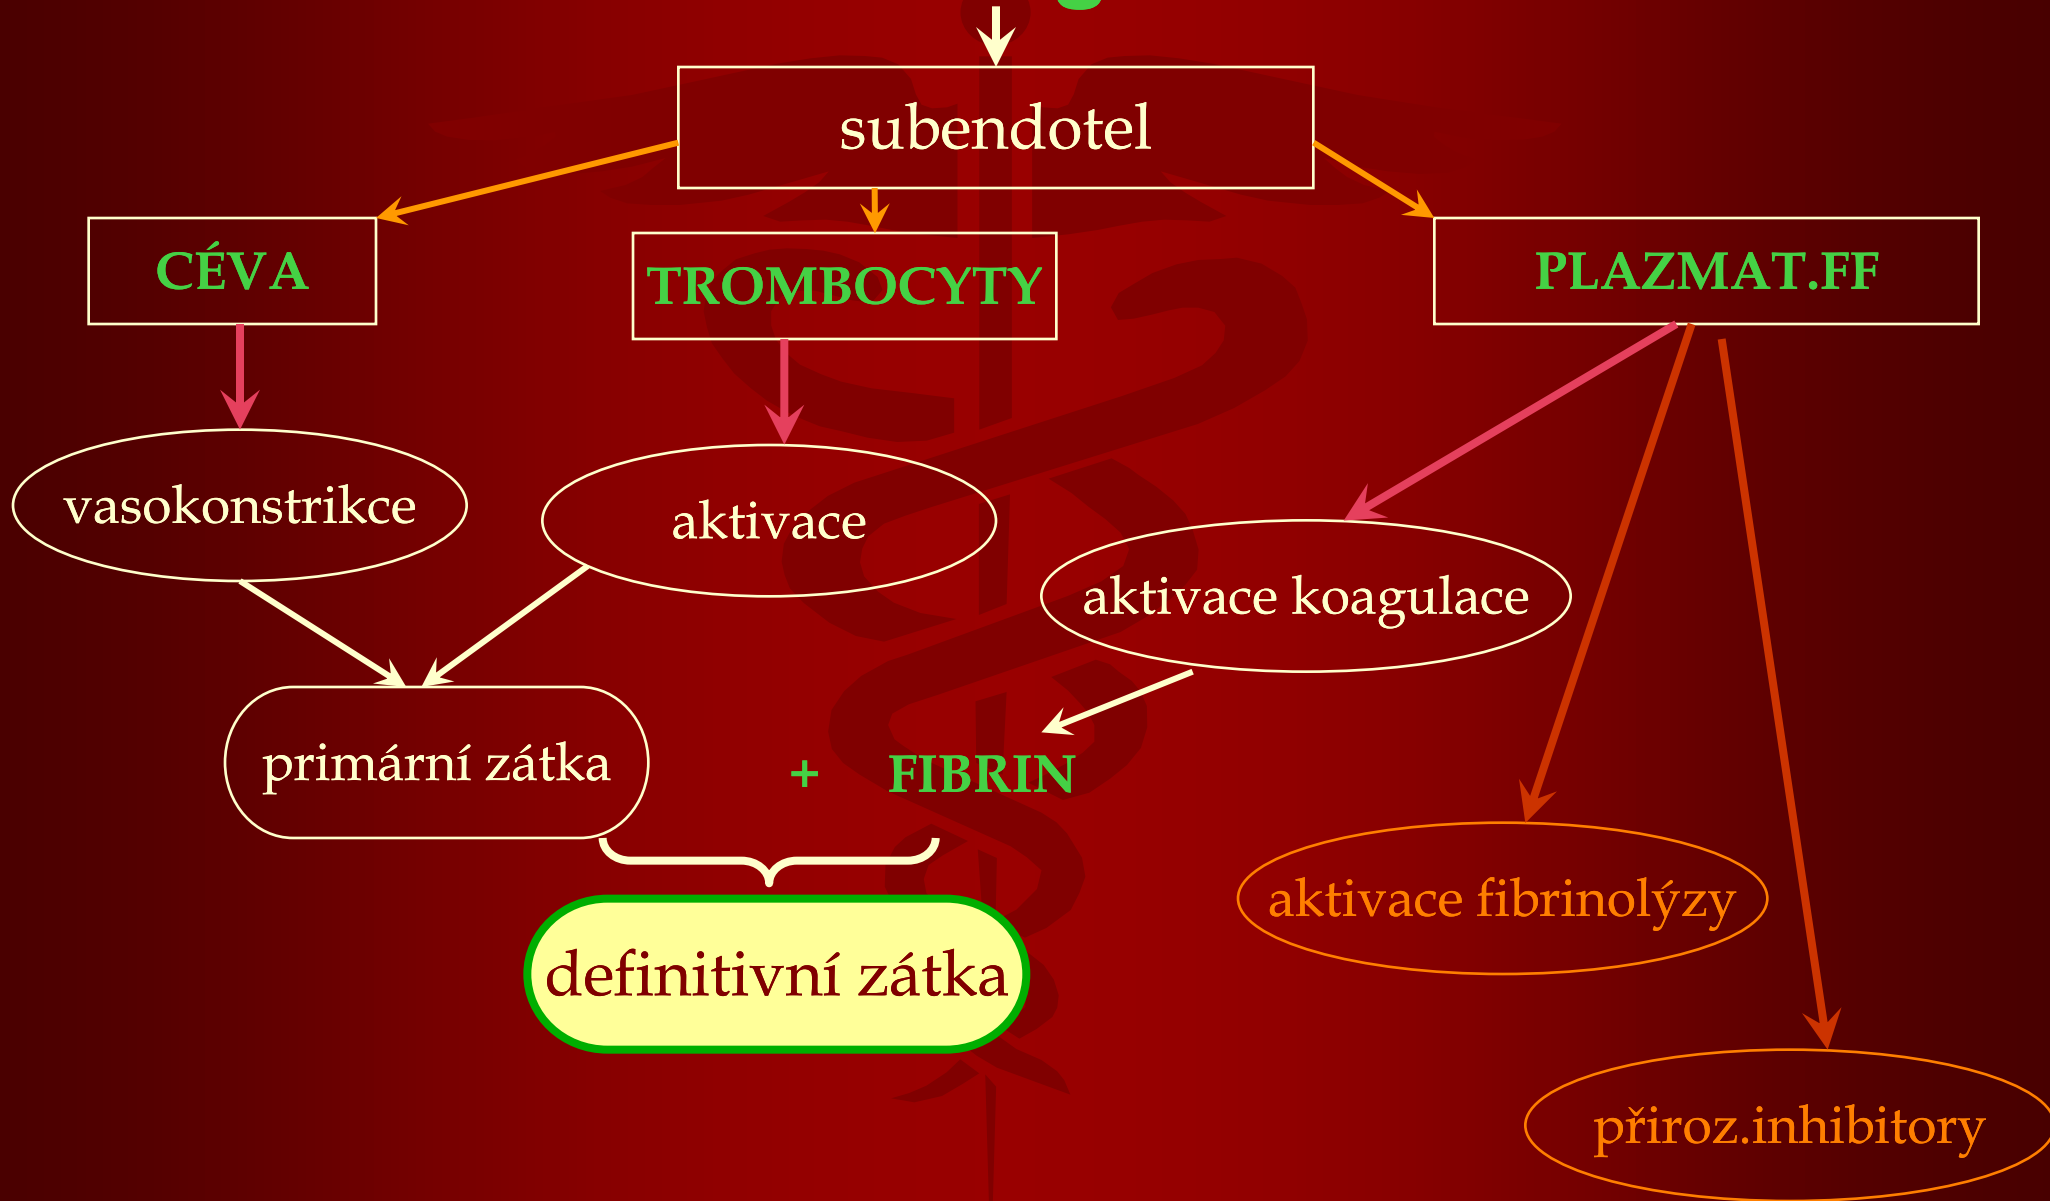 subendotel
CÉVA
TROMBOCYTY
PLAZMAT.FF
vasokonstrikce
aktivace
aktivace koagulace
primární zátka
+ FIBRIN
aktivace fibrinolýzy
definitivní zátka
přiroz.inhibitory